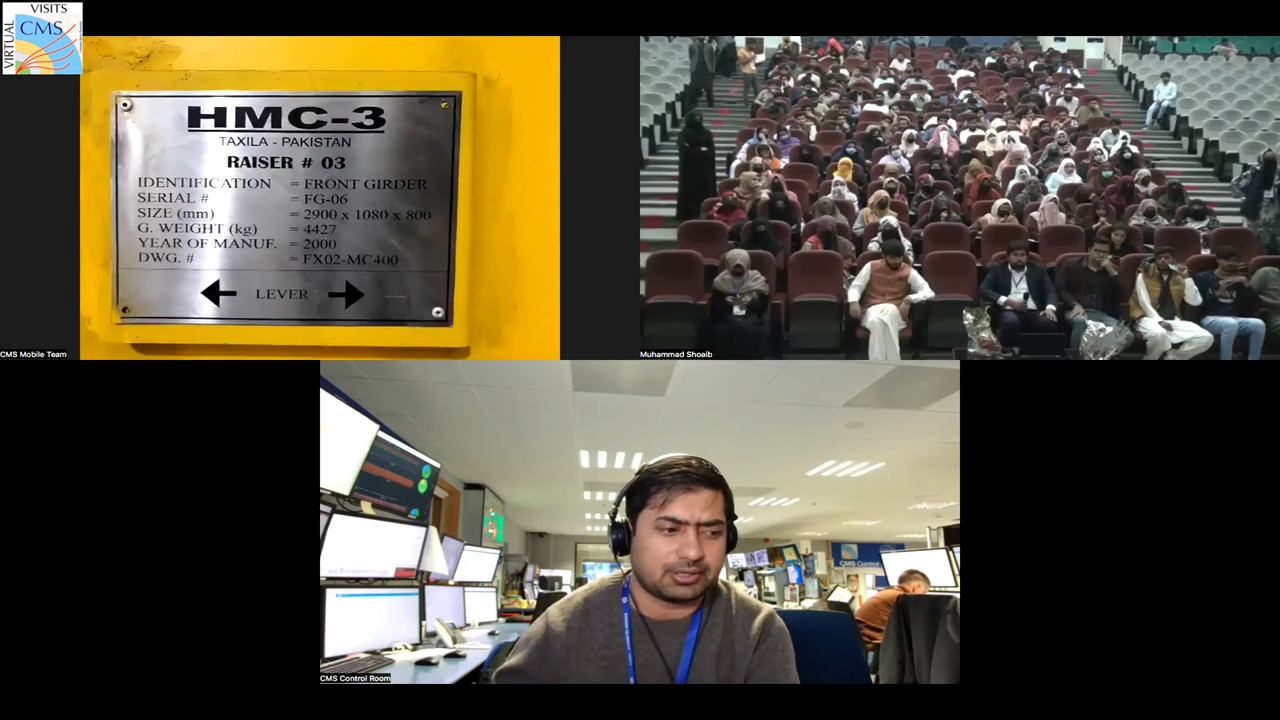 VISITS
VIRTUAL
CMS
HMC-3
TAXILA - PAKISTAN
RAISER # 03
IDENTIFICATION = FRONT GIRDER
SERIAL # = FG-06
SIZE (mm) = 2900 x 1080 x 800
G. WEIGHT (kg) = 4427
YEAR OF MANUF. = 2000
DWG. # = FX02-MC400
LEVER
CMS Mobile Team
Muhammad Shoaib
CMS Control
CMS Control Room